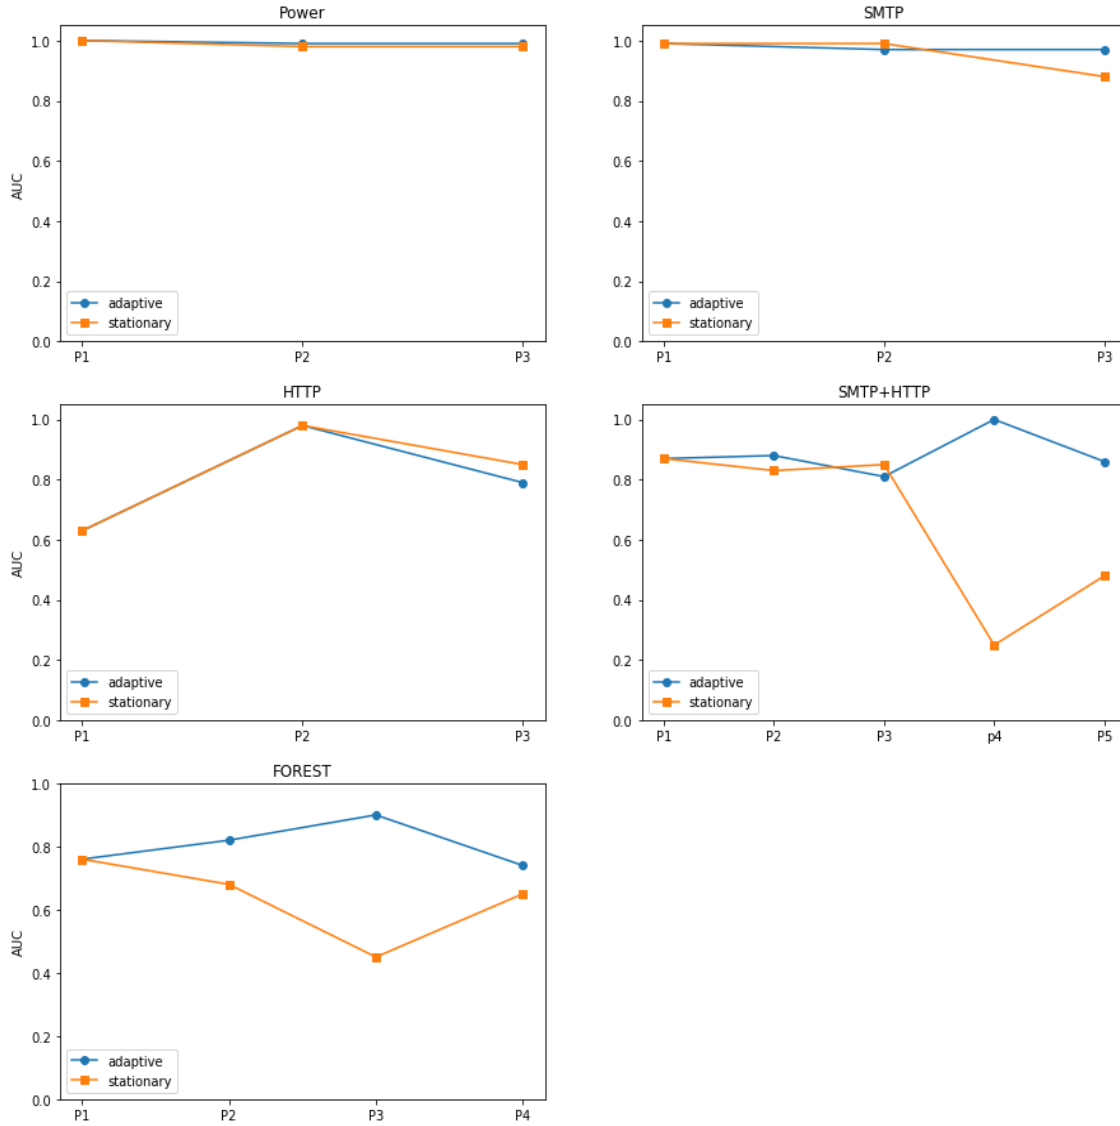 Power
1.0
0.8
0.6
0.4
0.2
0.0
AUC
adaptive
stationary
P1 P2 P3
SMTP
1.0
0.8
0.6
0.4
0.2
0.0
adaptive
stationary
P1 P2 P3
HTTP
1.0
0.8
0.6
0.4
0.2
0.0
AUC
adaptive
stationary
P1 P2 P3
SMTP+HTTP
1.0
0.8
0.6
0.4
0.2
0.0
adaptive
stationary
P1 P2 P3 p4 P5
FOREST
1.0
0.8
0.6
0.4
0.2
0.0
AUC
adaptive
stationary
P1 P2 P3 P4